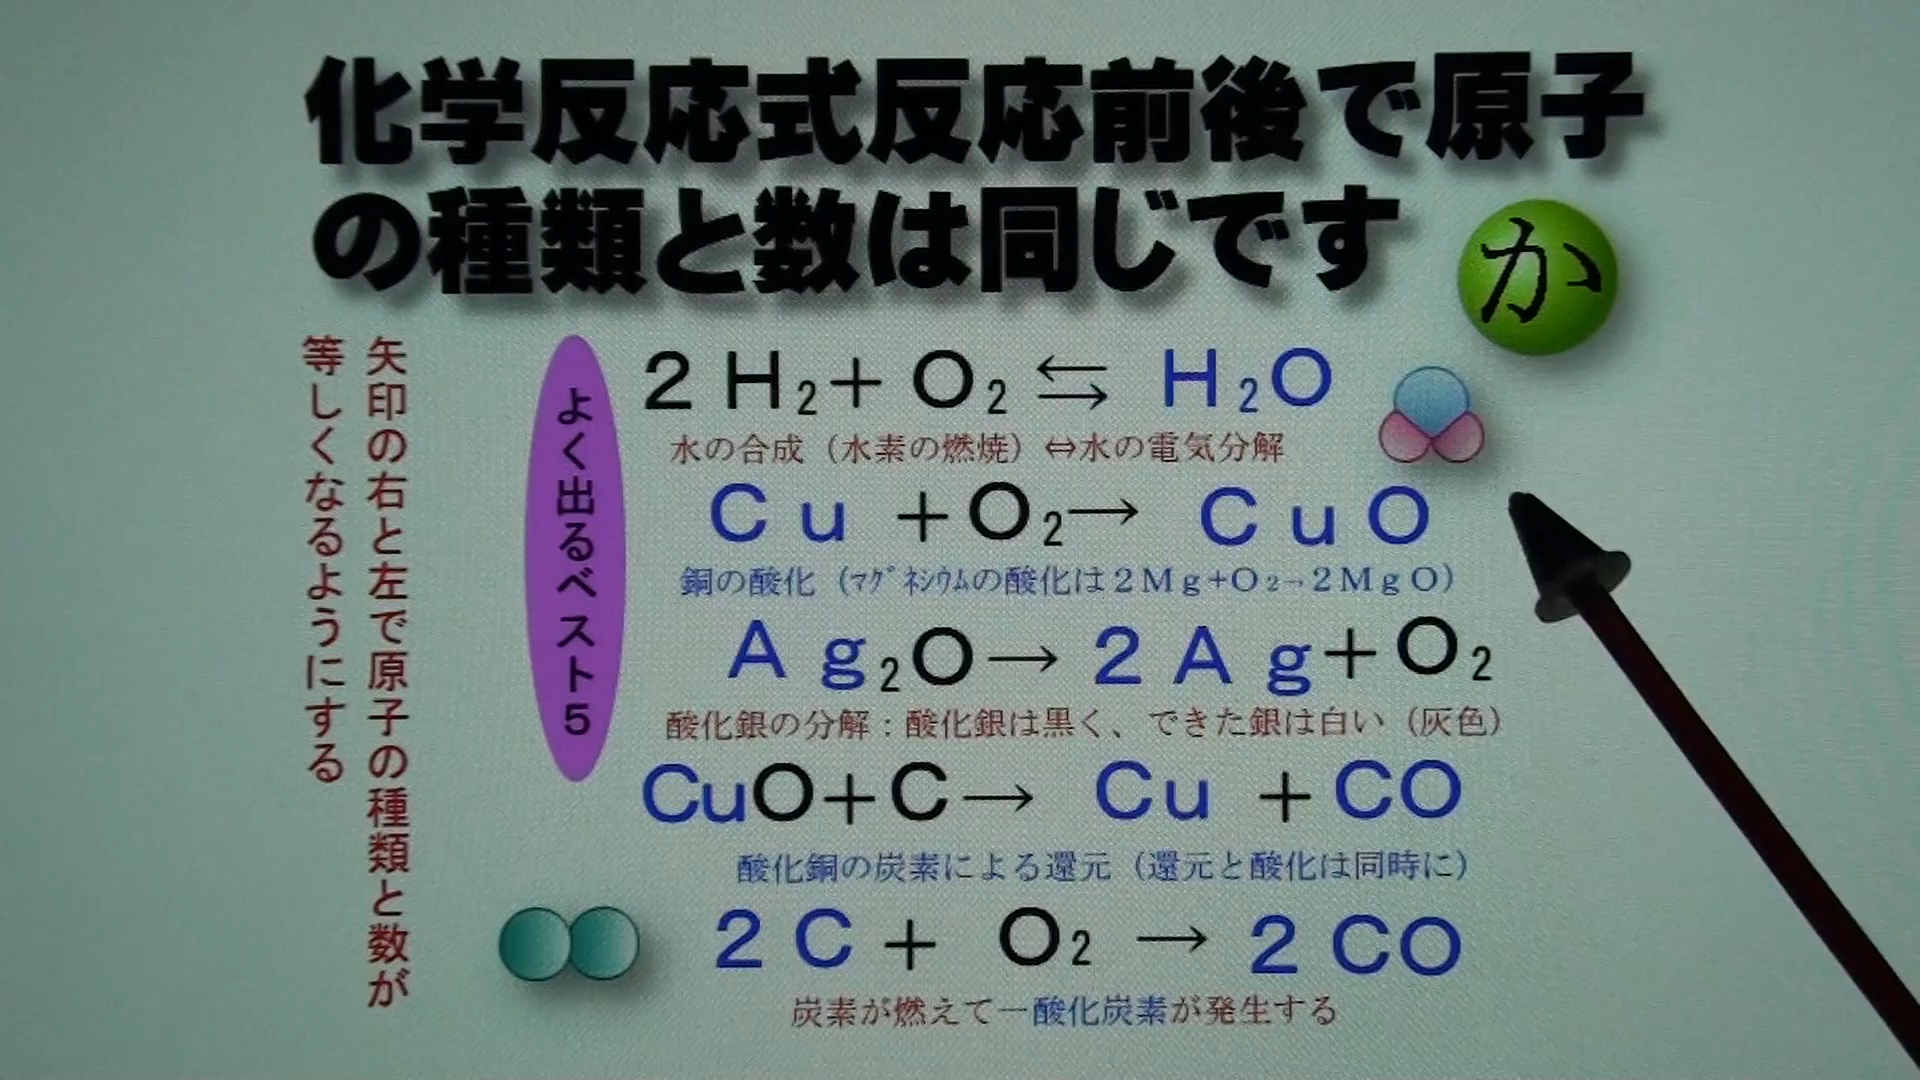 化学反応式反応前後で原子
の種類と数は同じです
か
矢印の右と左で原子の種類と数が
等しくなるようにする
よく出るベスト5
2H₂+O₂⇆H₂O
水の合成（水素の燃焼）⇔水の電気分解
Cu+O₂→CuO
銅の酸化（ﾏｸﾞﾈｼｳﾑの酸化は２Mg+O₂→２MgO）
Ag₂O→2Ag+O₂
酸化銀の分解：酸化銀は黒く、できた銀は白い（灰色）
CuO+C→Cu+CO
酸化銅の炭素による還元（還元と酸化は同時に）
2C+O₂→2CO
炭素が燃えて一酸化炭素が発生する